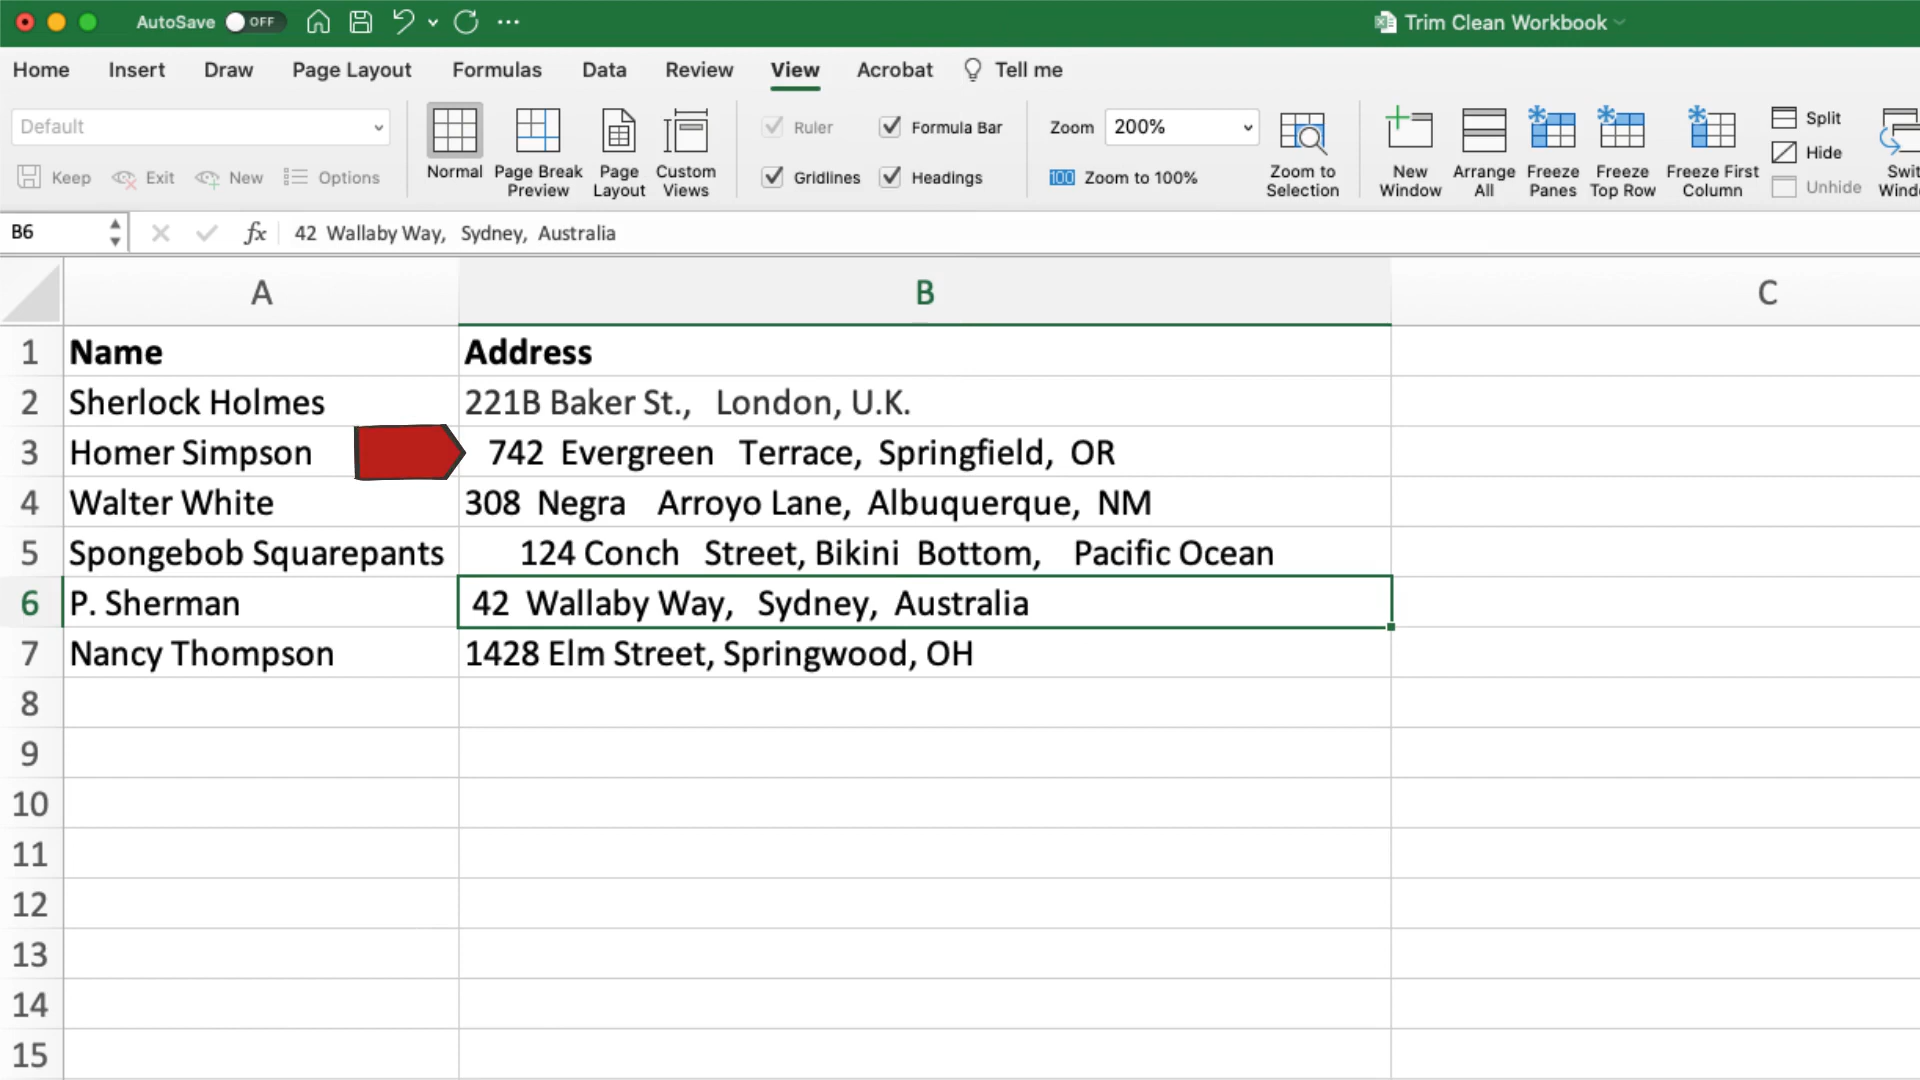 AutoSave OFF Trim Clean Workbook
Home Insert Draw Page Layout Formulas Data Review View Acrobat Tell me
Default
Keep Exit New Options
Normal Page Break Preview Page Layout Custom Views
Ruler Formula Bar
Gridlines Headings
Zoom 200%
100 Zoom to 100%
Zoom to Selection
New Window Arrange All Freeze Panes Freeze Top Row Freeze First Column
Split
Hide
Unhide
Swit
Wind
B6 fx 42  Wallaby Way,   Sydney,  Australia
A B C
1 Name Address
2 Sherlock Holmes 221B Baker St.,   London, U.K.
3 Homer Simpson 742  Evergreen   Terrace,  Springfield,  OR
4 Walter White 308  Negra    Arroyo Lane,  Albuquerque,  NM
5 Spongebob Squarepants 124 Conch   Street, Bikini  Bottom,    Pacific Ocean
6 P. Sherman 42  Wallaby Way,   Sydney,  Australia
7 Nancy Thompson 1428 Elm Street, Springwood, OH
8
9
10
11
12
13
14
15